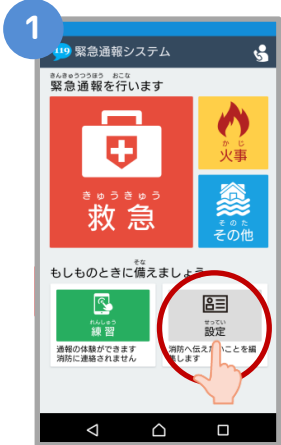 1
119 緊急通報システム
きんきゅうつうほう おこな
緊急通報を行います
きゅうきゅう
救急
かじ
火事
そのた
その他
そな
もしものときに備えましょう
れんしゅう
練習
通報の体験ができます
消防に連絡されません
せってい
設定
消防へ伝えたいことを編
集します